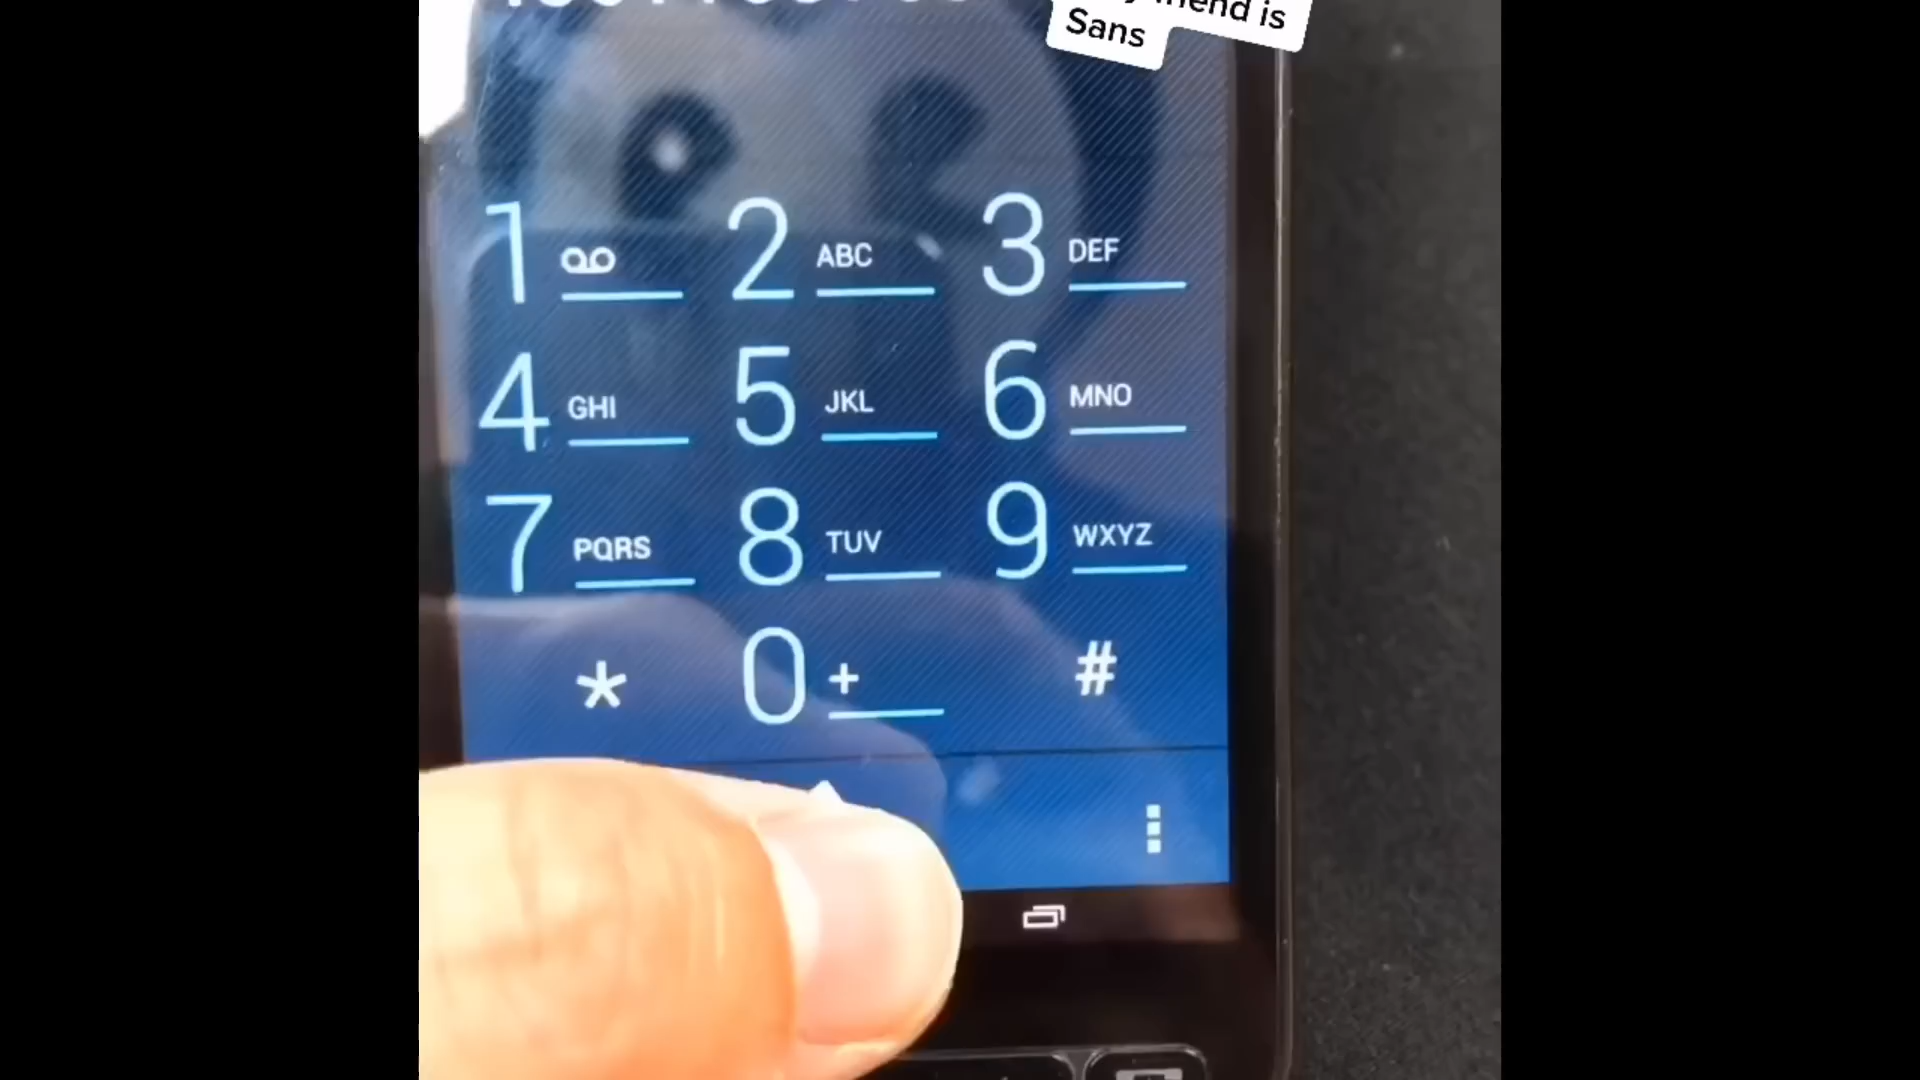 is
Sans
1
2 ABC
3 DEF
4 GHI
5 JKL
6 MNO
7 PQRS
8 TUV
9 WXYZ
*
0 +
#